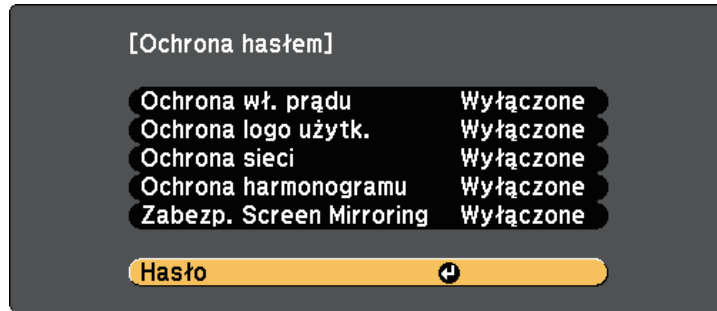 [Ochrona hasłem]
Ochrona wł. prądu Wyłączone
Ochrona logo użytk. Wyłączone
Ochrona sieci Wyłączone
Ochrona harmonogramu Wyłączone
Zabezp. Screen Mirroring Wyłączone
Hasło